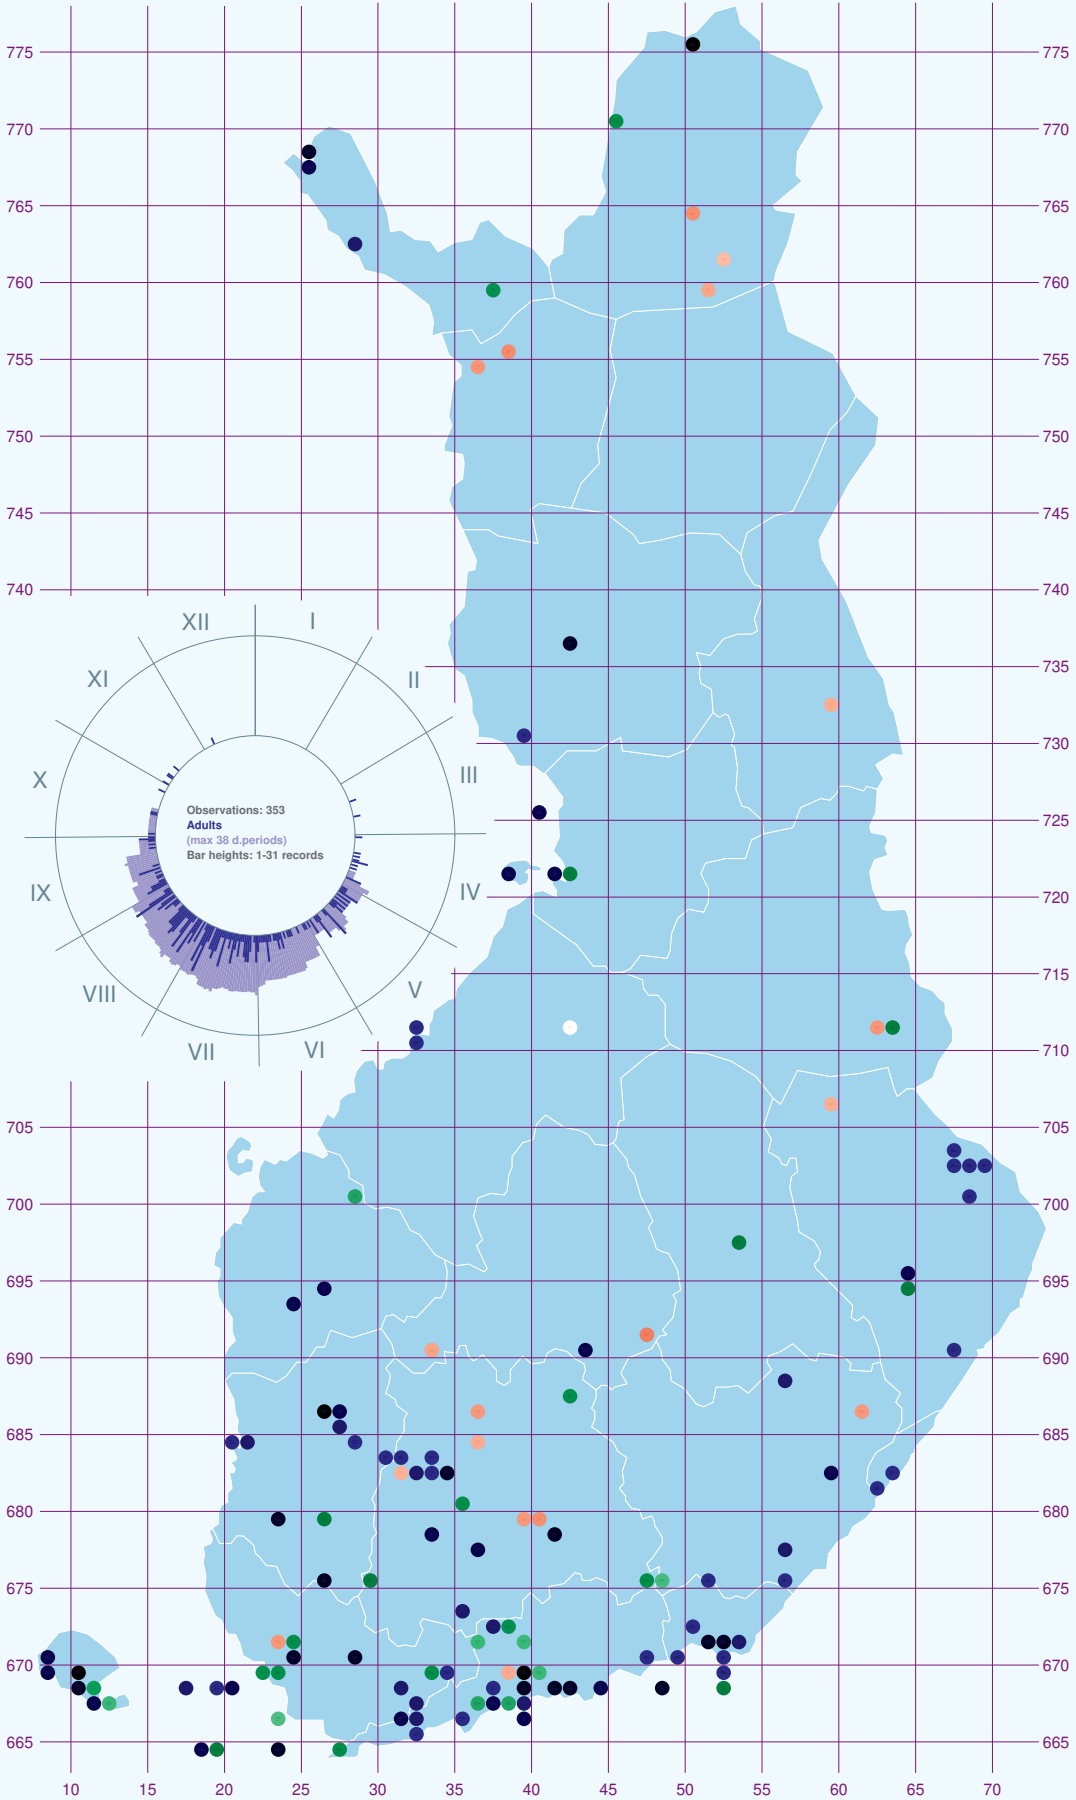 775 775
770 770
765 765
760 760
755 755
750 750
745 745
740 740
XII I
735
XI II
730
X III
Observations: 353
Adults
(max 38 d.periods)
Bar heights: 1-31 records
725
IX IV
720
715
VIII V
VII VI
710
705 705
700 700
695 695
690 690
685 685
680 680
675 675
670 670
665 665
10 15 20 25 30 35 40 45 50 55 60 65 70